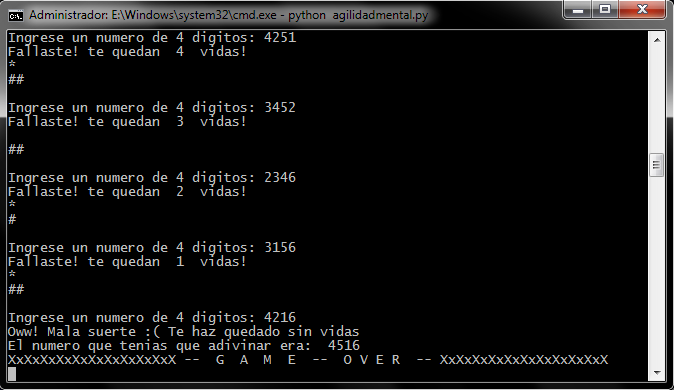 Administrador: E:\Windows\system32\cmd.exe - python  agilidadmental.py
Ingrese un numero de 4 digitos: 4251
Fallaste! te quedan  4  vidas!
*
##
Ingrese un numero de 4 digitos: 3452
Fallaste! te quedan  3  vidas!
##
Ingrese un numero de 4 digitos: 2346
Fallaste! te quedan  2  vidas!
*
#
Ingrese un numero de 4 digitos: 3156
Fallaste! te quedan  1  vidas!
*
##
Ingrese un numero de 4 digitos: 4216
Oww! Mala suerte :( Te haz quedado sin vidas
El numero que tenias que adivinar era:  4516
XxXxXxXxXxXxXxXxXxXxX --  G  A  M  E  --  O V E R  -- XxXxXxXxXxXxXxXxXxXxX